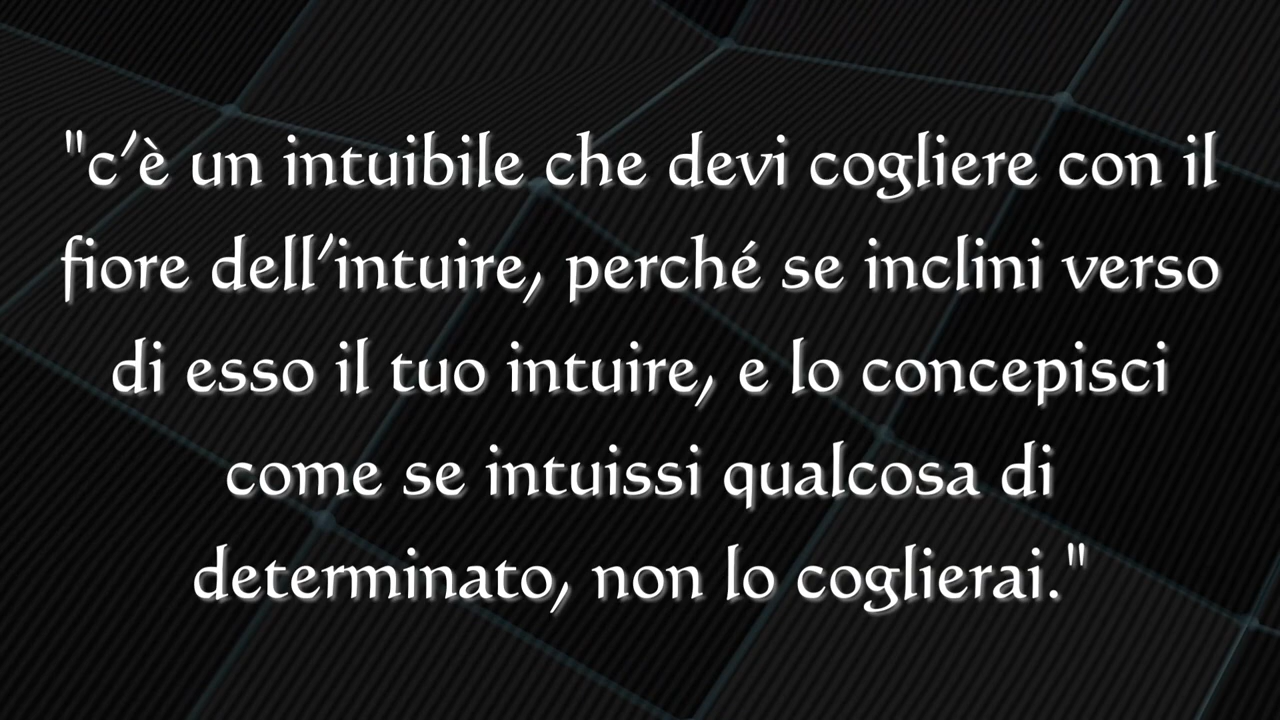 "c'è un intuibile che devi cogliere con il
fiore dell'intuire, perché se inclini verso
di esso il tuo intuire, e lo concepisci
come se intuissi qualcosa di
determinato, non lo coglierai."